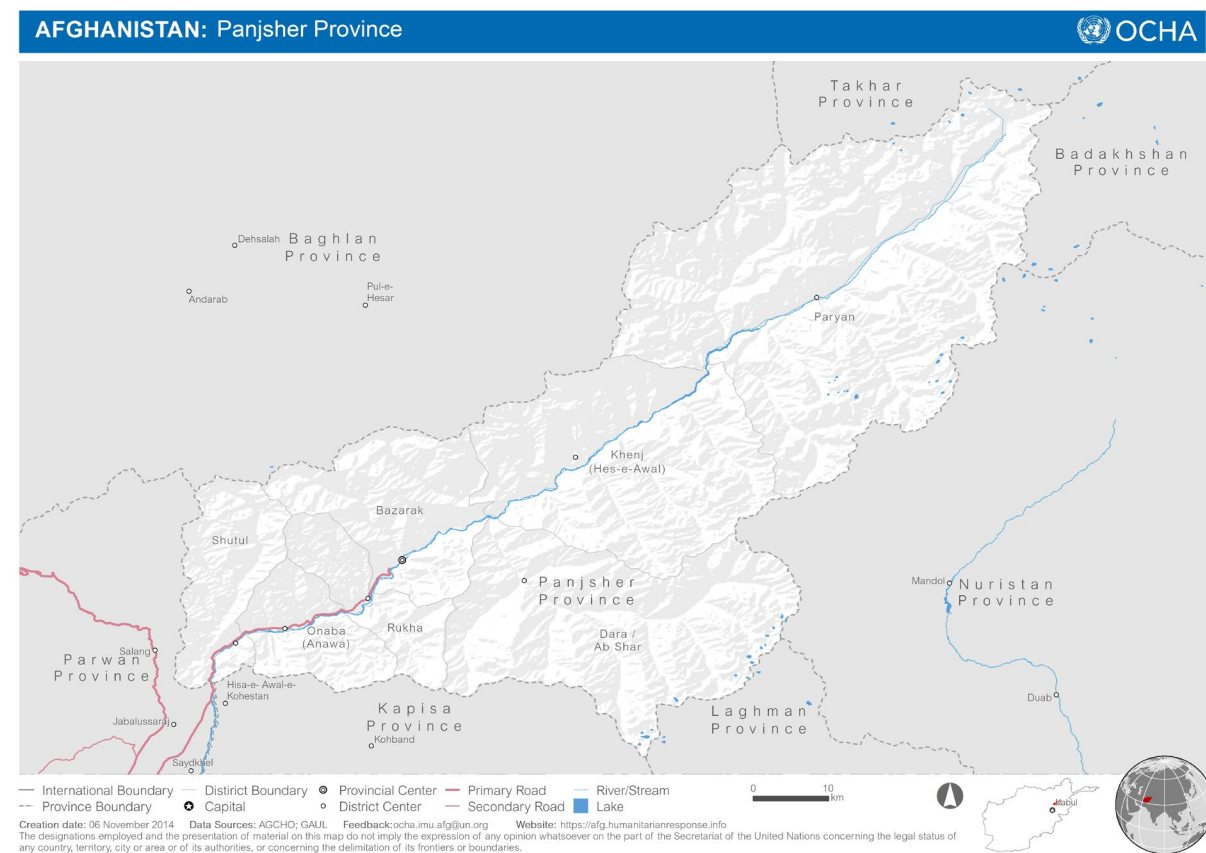 AFGHANISTAN: Panjsher Province
OCHA
Takhar
Province
Badakhshan
Province
Dehsalah
Baghlan
Province
Andarab
Pul-e-
Hesar
Paryan
Khenj
(Hes-e-Awal)
Bazarak
Shutul
Mandol
Nuristan
Province
Panjsher
Province
Onaba
(Anawa)
Rukha
Dara /
Ab Shar
Salang
Parwan
Province
Hisa-e- Awal-e-
Kohestan
Duab
Kapisa
Province
Laghman
Province
Jabalussaraj
Kohband
Saydkhel
International Boundary
District Boundary
Provincial Center
Primary Road
River/Stream
Province Boundary
Capital
District Center
Secondary Road
Lake
0 10
km
Kabul
Creation date: 06 November 2014 Data Sources: AGCHO; GAUL Feedback:ocha.imu.afg@un.org Website: https://afg.humanitarianresponse.info
The designations employed and the presentation of material on this map do not imply the expression of any opinion whatsoever on the part of the Secretariat of the United Nations concerning the legal status of
any country, territory, city or area or of its authorities, or concerning the delimitation of its frontiers or boundaries.